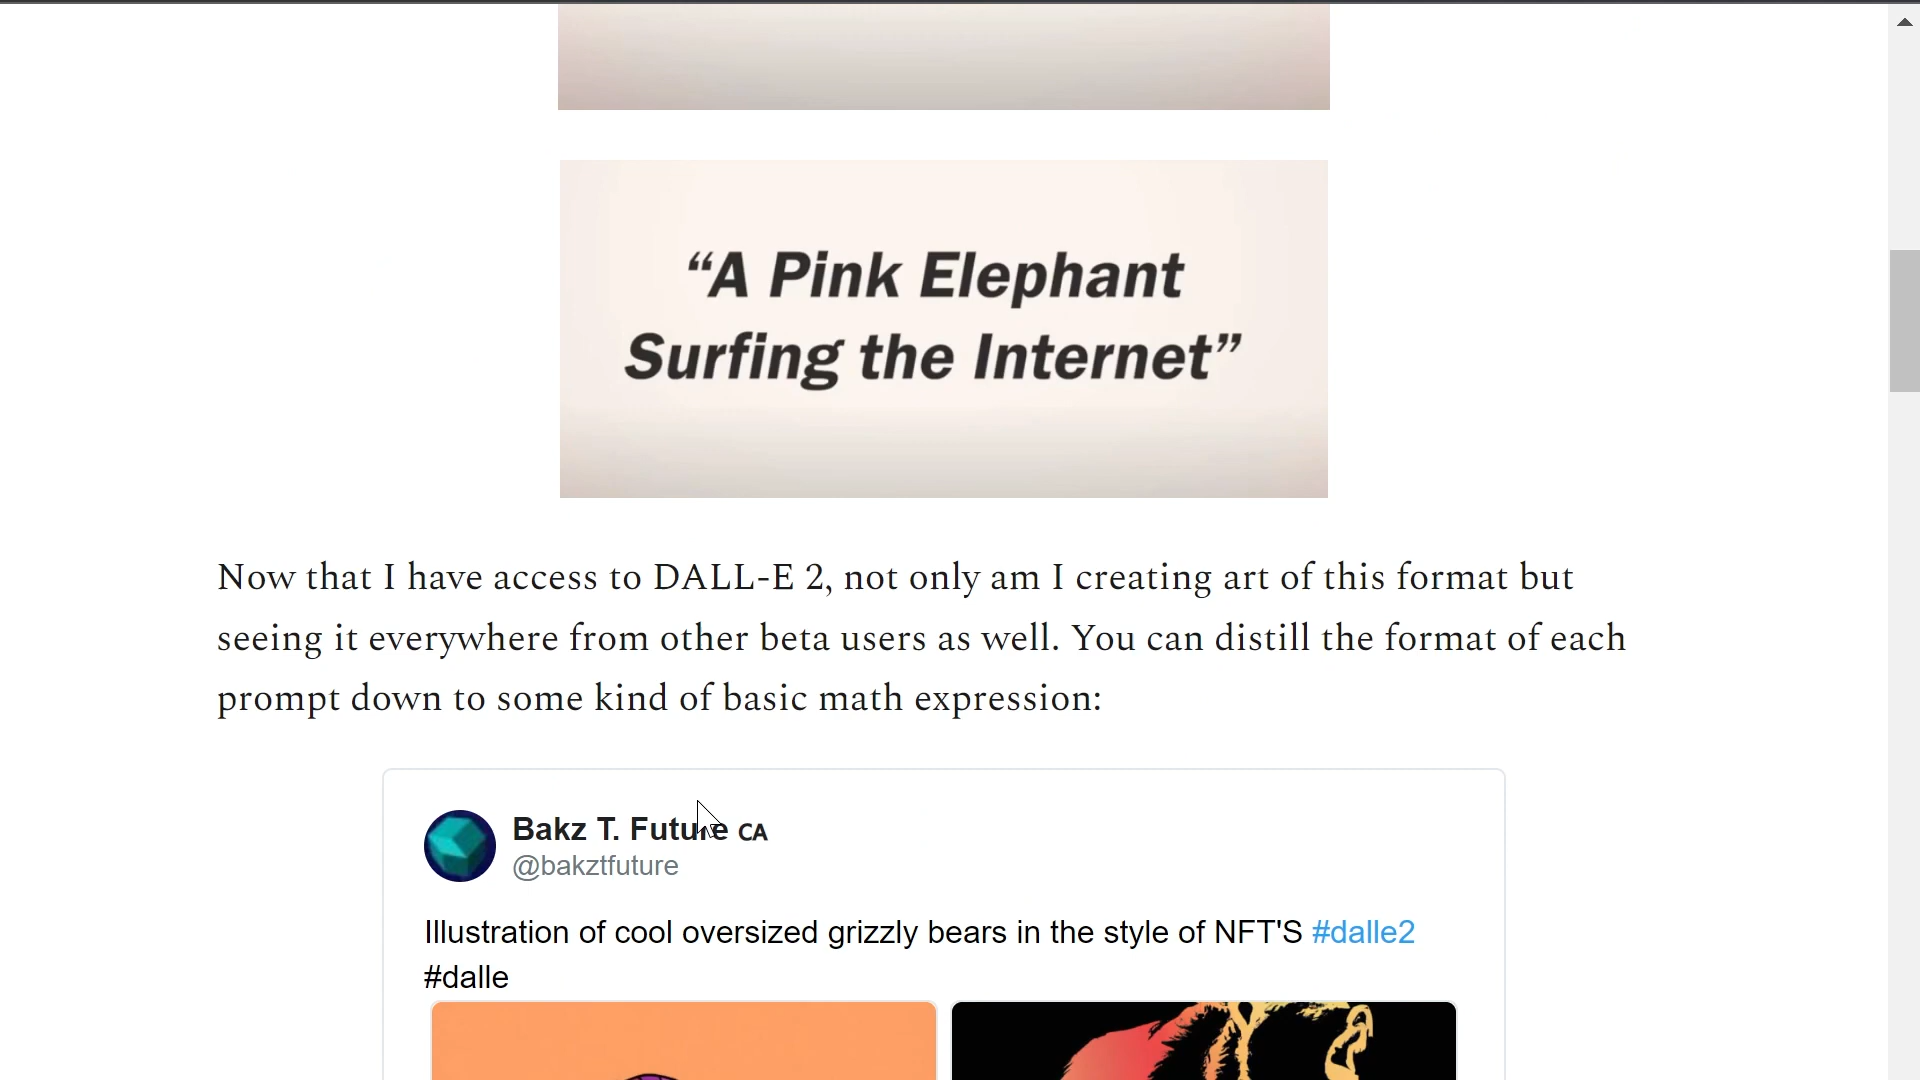 “A Pink Elephant
Surfing the Internet”
Now that I have access to DALL-E 2, not only am I creating art of this format but
seeing it everywhere from other beta users as well. You can distill the format of each
prompt down to some kind of basic math expression:
Bakz T. Future CA
@bakztfuture
Illustration of cool oversized grizzly bears in the style of NFT'S #dalle2
#dalle